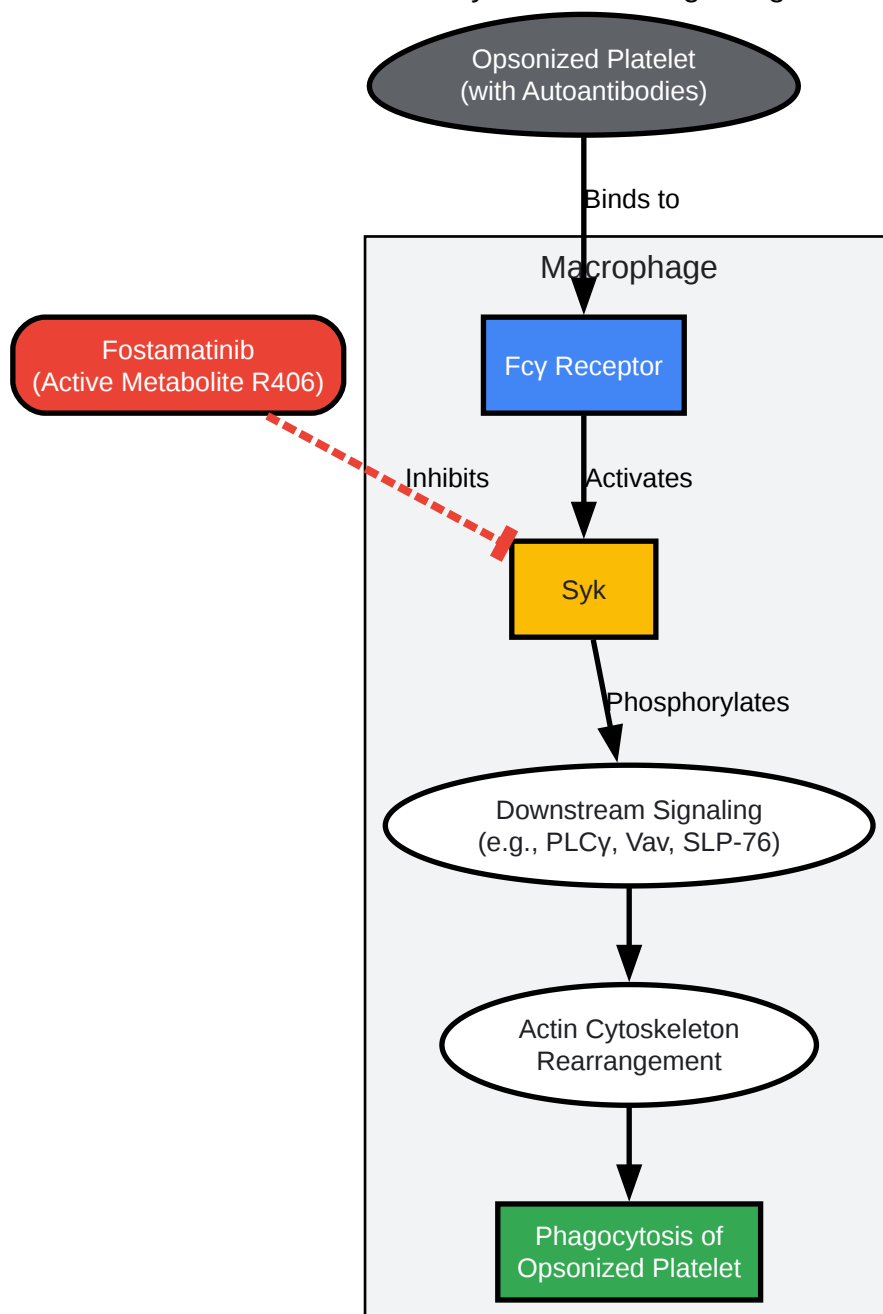 Opsonized Platelet
(with Autoantibodies)
Binds to
Macrophage
Fostamatinib
(Active Metabolite R406)
Fcγ Receptor
Inhibits
Activates
Syk
Phosphorylates
Downstream Signaling
(e.g., PLCγ, Vav, SLP-76)
Actin Cytoskeleton
Rearrangement
Phagocytosis of
Opsonized Platelet